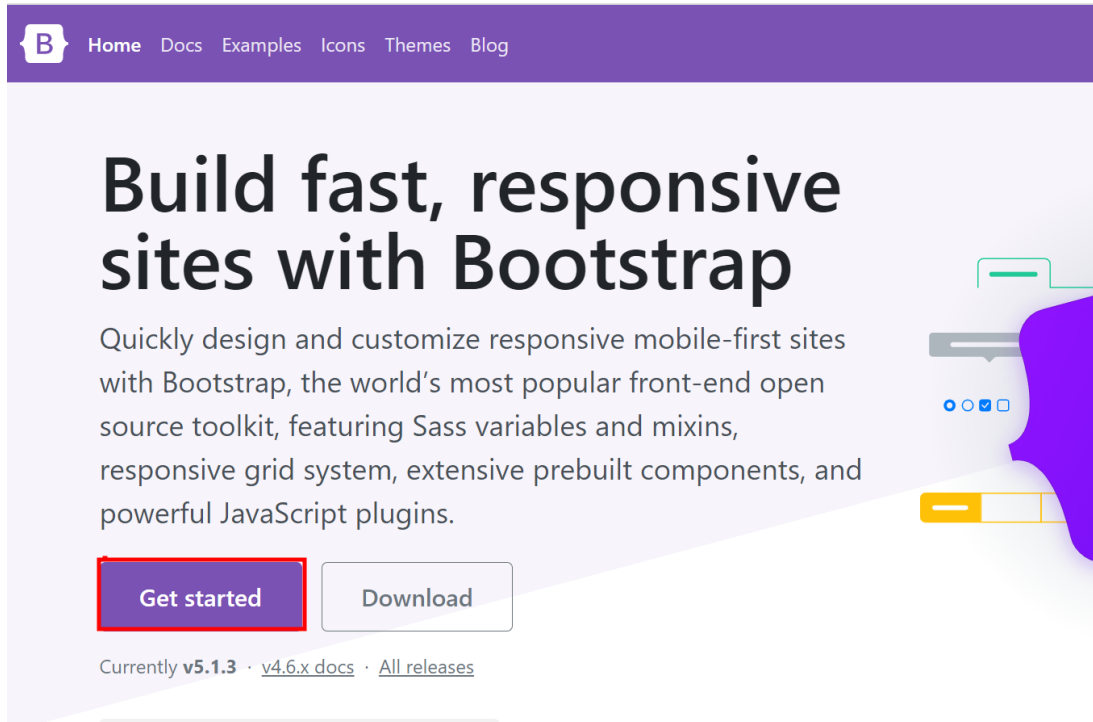 B Home Docs Examples Icons Themes Blog
Build fast, responsive
sites with Bootstrap
Quickly design and customize responsive mobile-first sites
with Bootstrap, the world’s most popular front-end open
source toolkit, featuring Sass variables and mixins,
responsive grid system, extensive prebuilt components, and
powerful JavaScript plugins.
Get started Download
Currently v5.1.3 · v4.6.x docs · All releases